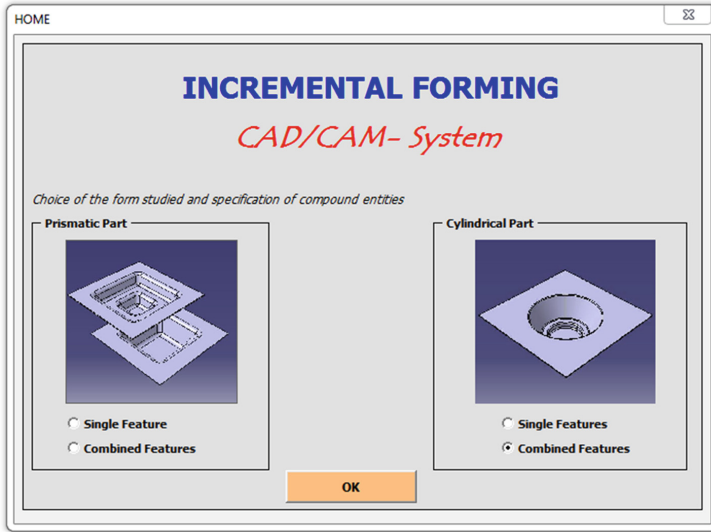 HOME
INCREMENTAL FORMING
CAD/CAM- System
Choice of the form studied and specification of compound entities
Prismatic Part
Cylindrical Part
Single Feature
Combined Features
Single Features
Combined Features
OK